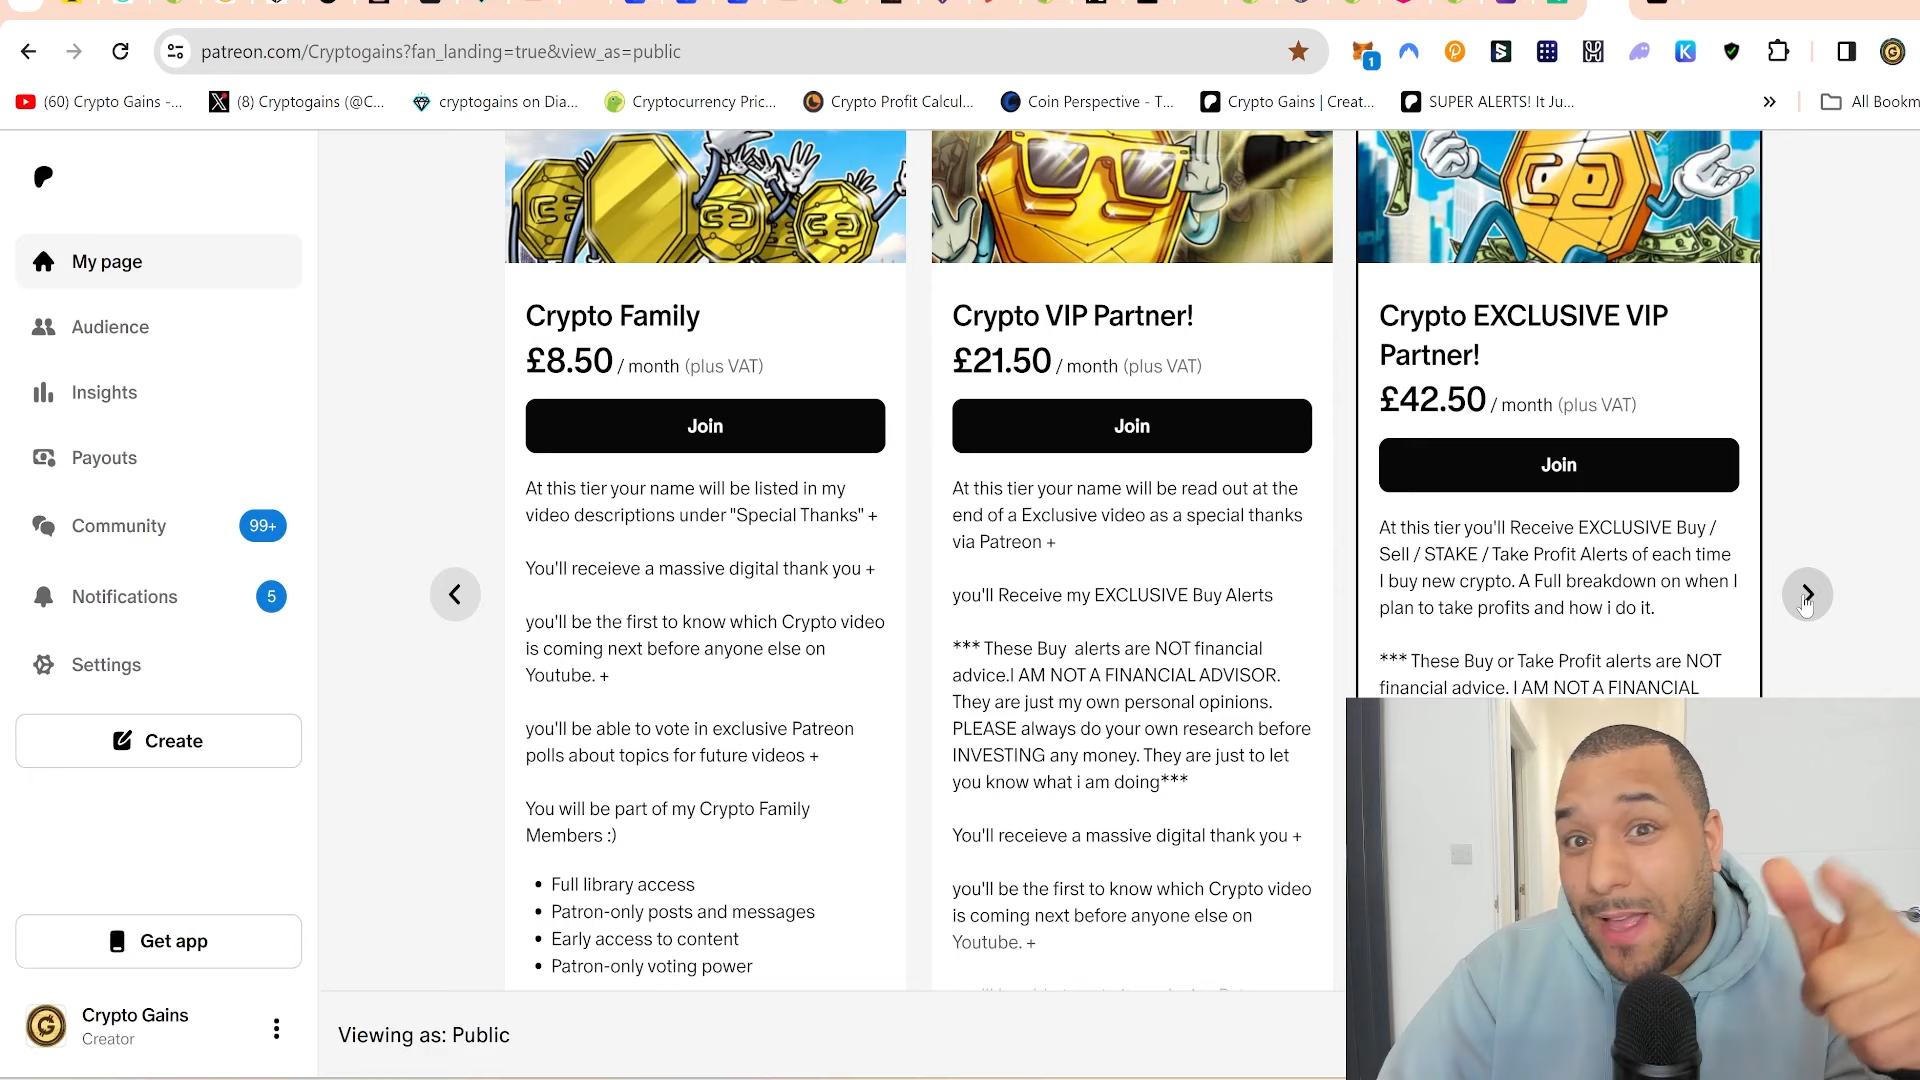 patreon.com/Cryptogains?fan_landing=true&view_as=public
1
(60) Crypto Gains -...
(8) Cryptogains (@C...
cryptogains on Dia...
Cryptocurrency Pric...
Crypto Profit Calcul...
Coin Perspective - T...
Crypto Gains | Creat...
SUPER ALERTS! It Ju...
»
All Bookm
My page
Audience
Insights
Payouts
Community
99+
Notifications
5
Settings
Create
Get app
Crypto Gains
Creator
Crypto Family
£8.50 / month (plus VAT)
Join
At this tier your name will be listed in my
video descriptions under "Special Thanks" +
You'll receieve a massive digital thank you +
you'll be the first to know which Crypto video
is coming next before anyone else on
Youtube. +
you'll be able to vote in exclusive Patreon
polls about topics for future videos +
You will be part of my Crypto Family
Members :)
• Full library access
• Patron-only posts and messages
• Early access to content
• Patron-only voting power
Crypto VIP Partner!
£21.50 / month (plus VAT)
Join
At this tier your name will be read out at the
end of a Exclusive video as a special thanks
via Patreon +
you'll Receive my EXCLUSIVE Buy Alerts
*** These Buy  alerts are NOT financial
advice.I AM NOT A FINANCIAL ADVISOR.
They are just my own personal opinions.
PLEASE always do your own research before
INVESTING any money. They are just to let
you know what i am doing***
You'll receieve a massive digital thank you +
you'll be the first to know which Crypto video
is coming next before anyone else on
Youtube. +
Crypto EXCLUSIVE VIP
Partner!
£42.50 / month (plus VAT)
Join
At this tier you'll Receive EXCLUSIVE Buy /
Sell / STAKE / Take Profit Alerts of each time
I buy new crypto. A Full breakdown on when I
plan to take profits and how i do it.
*** These Buy or Take Profit alerts are NOT
financial advice. I AM NOT A FINANCIAL
Viewing as: Public